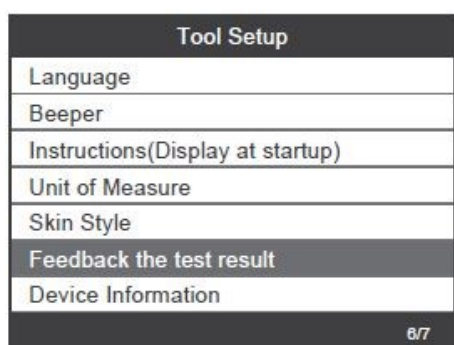 Tool Setup
Language
Beeper
Instructions(Display at startup)
Unit of Measure
Skin Style
Feedback the test result
Device Information
6/7